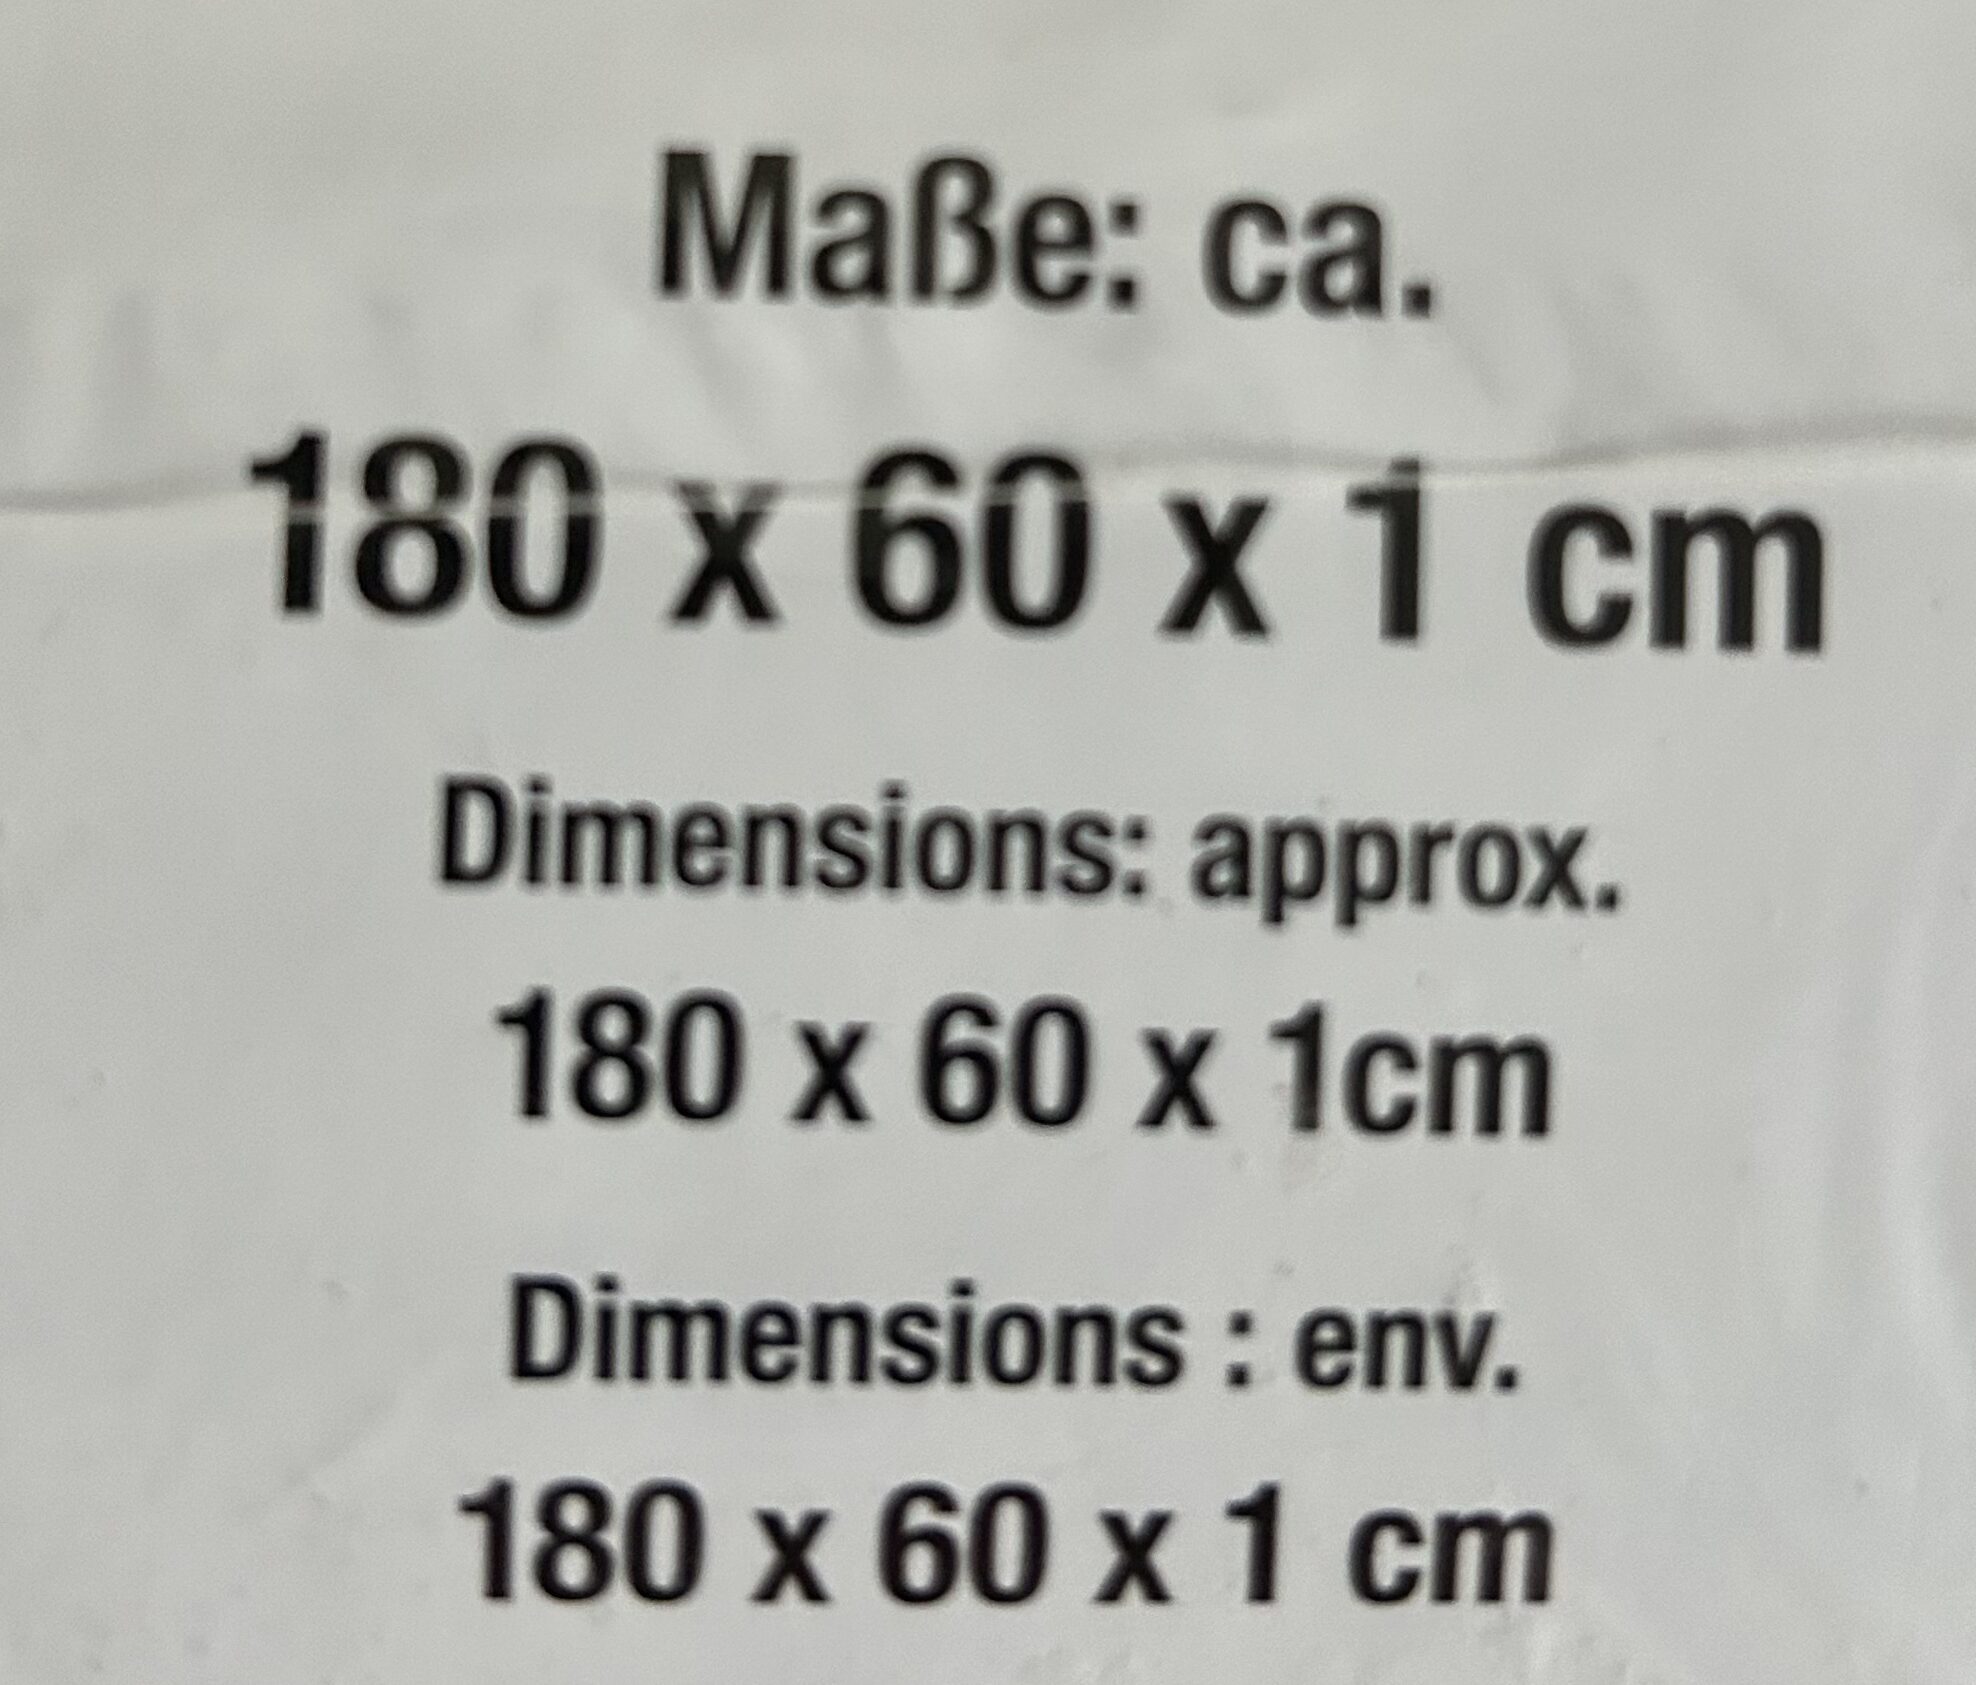 Maße: ca.
180 x 60 x 1 cm
Dimensions: approx.
180 x 60 x 1cm
Dimensions : env.
180 x 60 x 1 cm